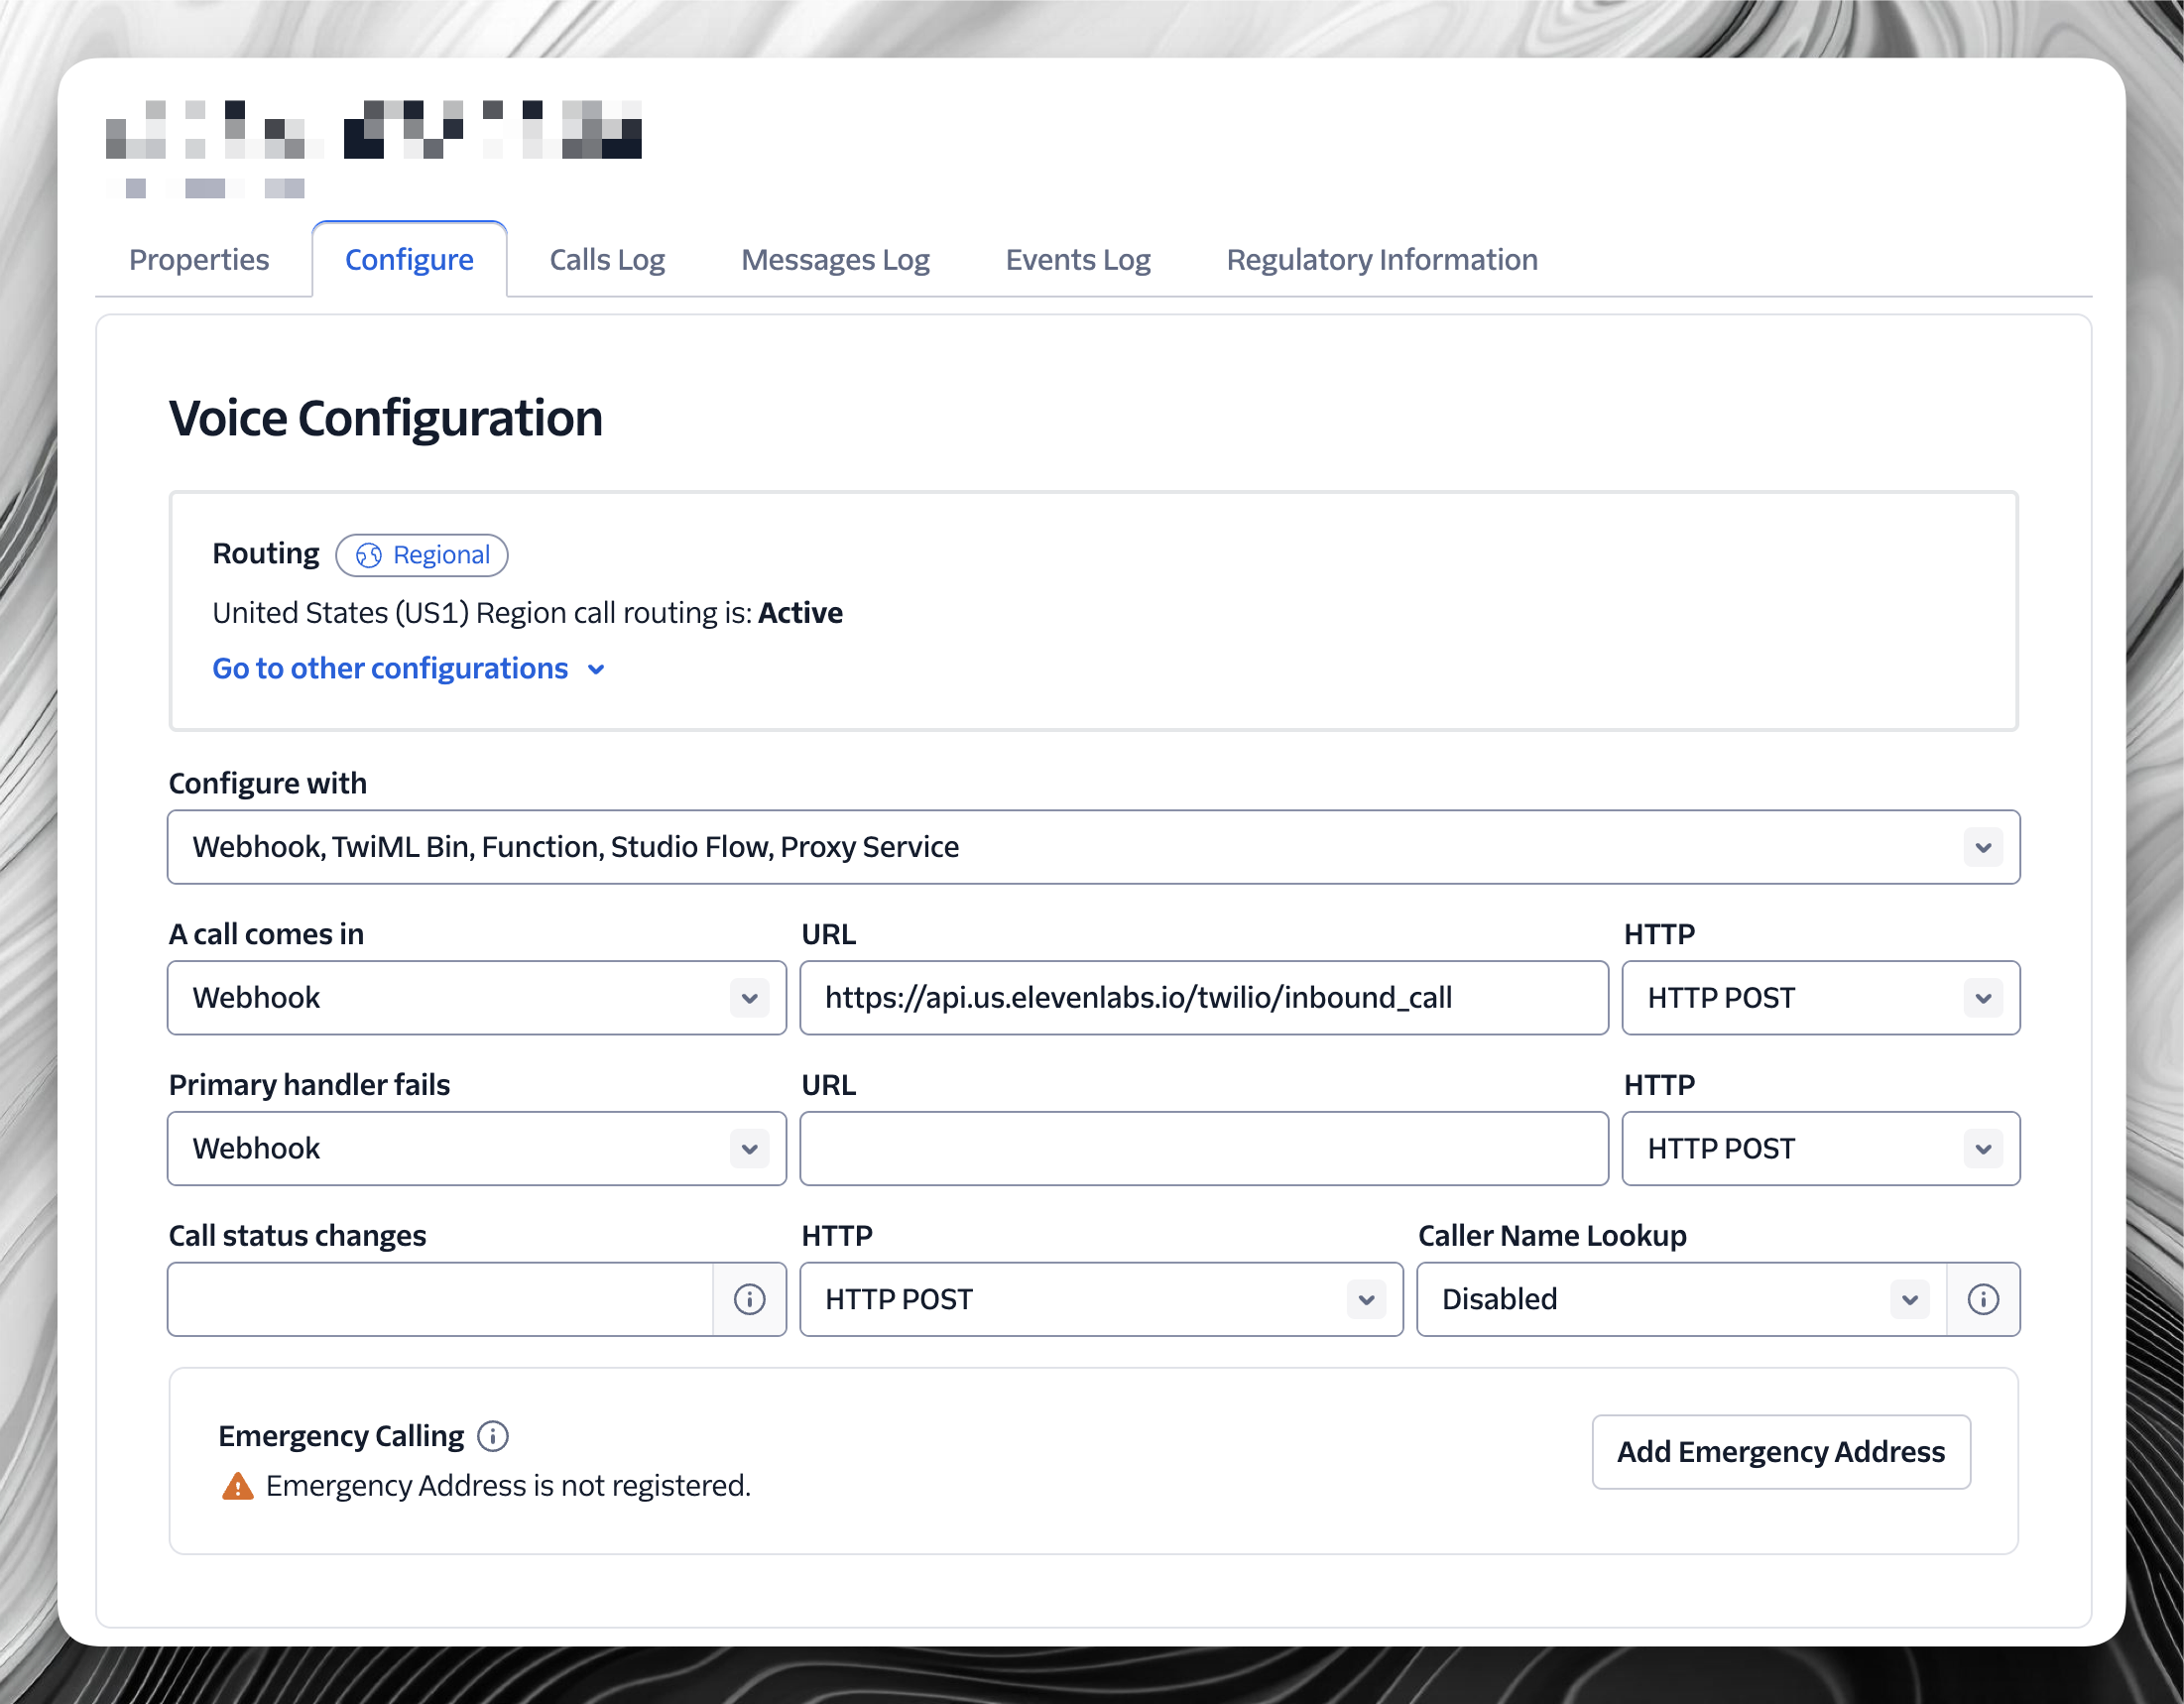 Properties
Configure
Calls Log
Messages Log
Events Log
Regulatory Information
Voice Configuration
Routing
Regional
United States (US1) Region call routing is: Active
Go to other configurations
Configure with
Webhook, TwiML Bin, Function, Studio Flow, Proxy Service
A call comes in
URL
HTTP
Webhook
https://api.us.elevenlabs.io/twilio/inbound_call
HTTP POST
Primary handler fails
URL
HTTP
Webhook
HTTP POST
Call status changes
HTTP
Caller Name Lookup
HTTP POST
Disabled
Emergency Calling
Emergency Address is not registered.
Add Emergency Address